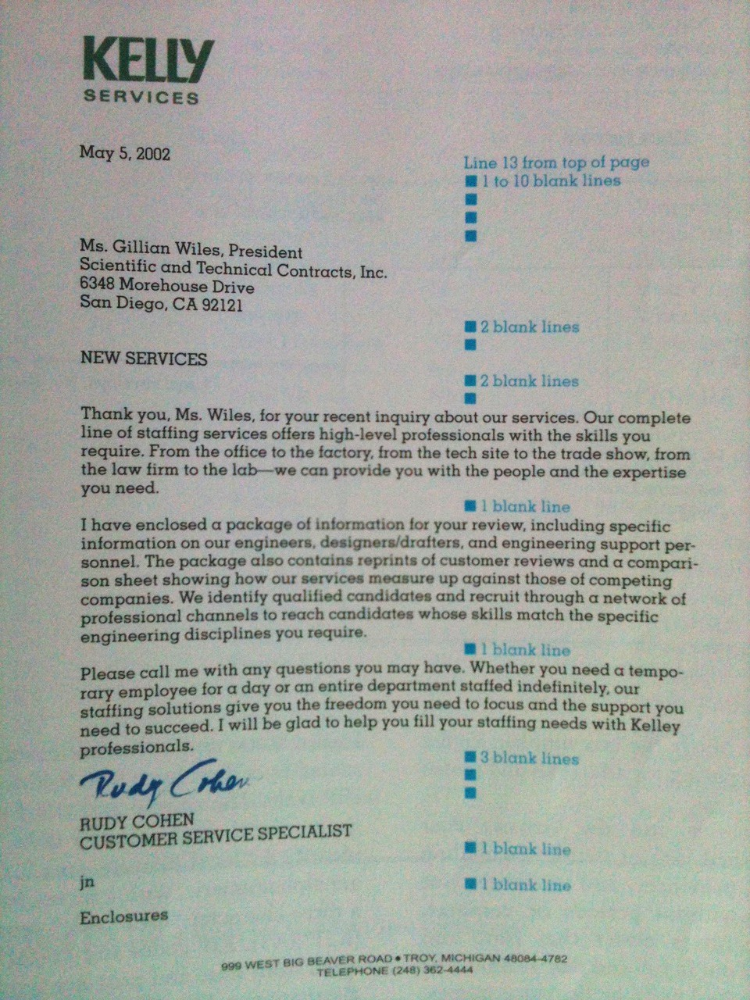 KELLY
SERVICES
May 5, 2002
Line 13 from top of page
1 to 10 blank lines
Ms. Gillian Wiles, President
Scientific and Technical Contracts, Inc.
6348 Morehouse Drive
San Diego, CA 92121
2 blank lines
NEW SERVICES
2 blank lines
Thank you, Ms. Wiles, for your recent inquiry about our services. Our complete
line of staffing services offers high-level professionals with the skills you
require. From the office to the factory, from the tech site to the trade show, from
the law firm to the lab—we can provide you with the people and the expertise
you need.
1 blank line
I have enclosed a package of information for your review, including specific
information on our engineers, designers/drafters, and engineering support per-
sonnel. The package also contains reprints of customer reviews and a compari-
son sheet showing how our services measure up against those of competing
companies. We identify qualified candidates and recruit through a network of
professional channels to reach candidates whose skills match the specific
engineering disciplines you require.
1 blank line
Please call me with any questions you may have. Whether you need a tempo-
rary employee for a day or an entire department staffed indefinitely, our
staffing solutions give you the freedom you need to focus and the support you
need to succeed. I will be glad to help you fill your staffing needs with Kelley
professionals.
3 blank lines
Rudy Cohen
RUDY COHEN
CUSTOMER SERVICE SPECIALIST
1 blank line
jn
1 blank line
Enclosures
999 WEST BIG BEAVER ROAD • TROY, MICHIGAN 48084-4782
TELEPHONE (248) 362-4444